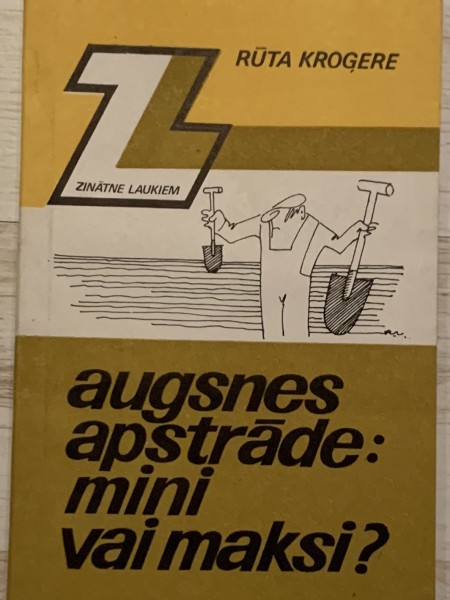 RŪTA KROĢERE
ZINĀTNE LAUKIEM
augsnes
apstrāde:
mini
vai maksi?